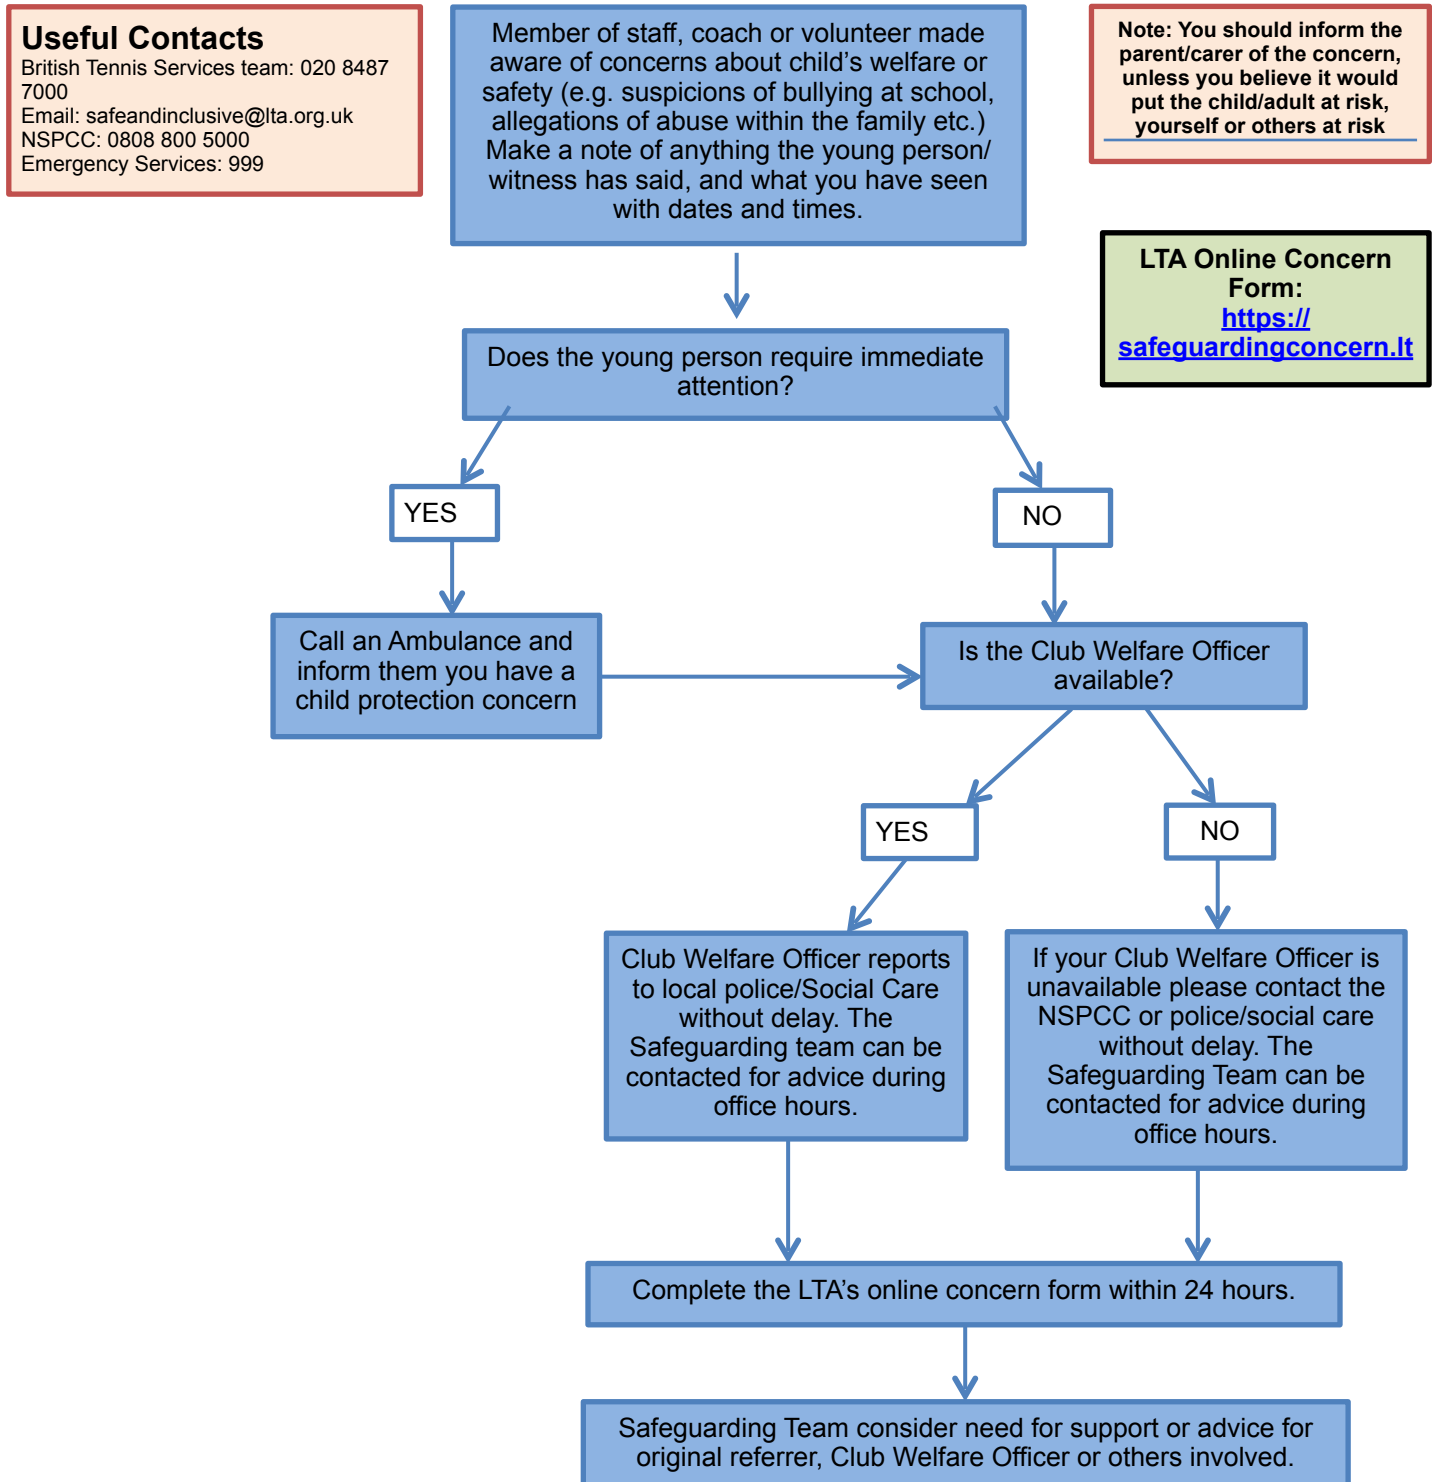 Useful Contacts
British Tennis Services team: 020 8487
7000
Email: safeandinclusive@lta.org.uk
NSPCC: 0808 800 5000
Emergency Services: 999
Member of staff, coach or volunteer made
aware of concerns about child’s welfare or
safety (e.g. suspicions of bullying at school,
allegations of abuse within the family etc.)
Make a note of anything the young person/
witness has said, and what you have seen
with dates and times.
Note: You should inform the
parent/carer of the concern,
unless you believe it would
put the child/adult at risk,
yourself or others at risk
LTA Online Concern
Form:
https://
safeguardingconcern.lt
Does the young person require immediate
attention?
YES
NO
Call an Ambulance and
inform them you have a
child protection concern
Is the Club Welfare Officer
available?
YES
NO
Club Welfare Officer reports
to local police/Social Care
without delay. The
Safeguarding team can be
contacted for advice during
office hours.
If your Club Welfare Officer is
unavailable please contact the
NSPCC or police/social care
without delay. The
Safeguarding Team can be
contacted for advice during
office hours.
Complete the LTA’s online concern form within 24 hours.
Safeguarding Team consider need for support or advice for
original referrer, Club Welfare Officer or others involved.